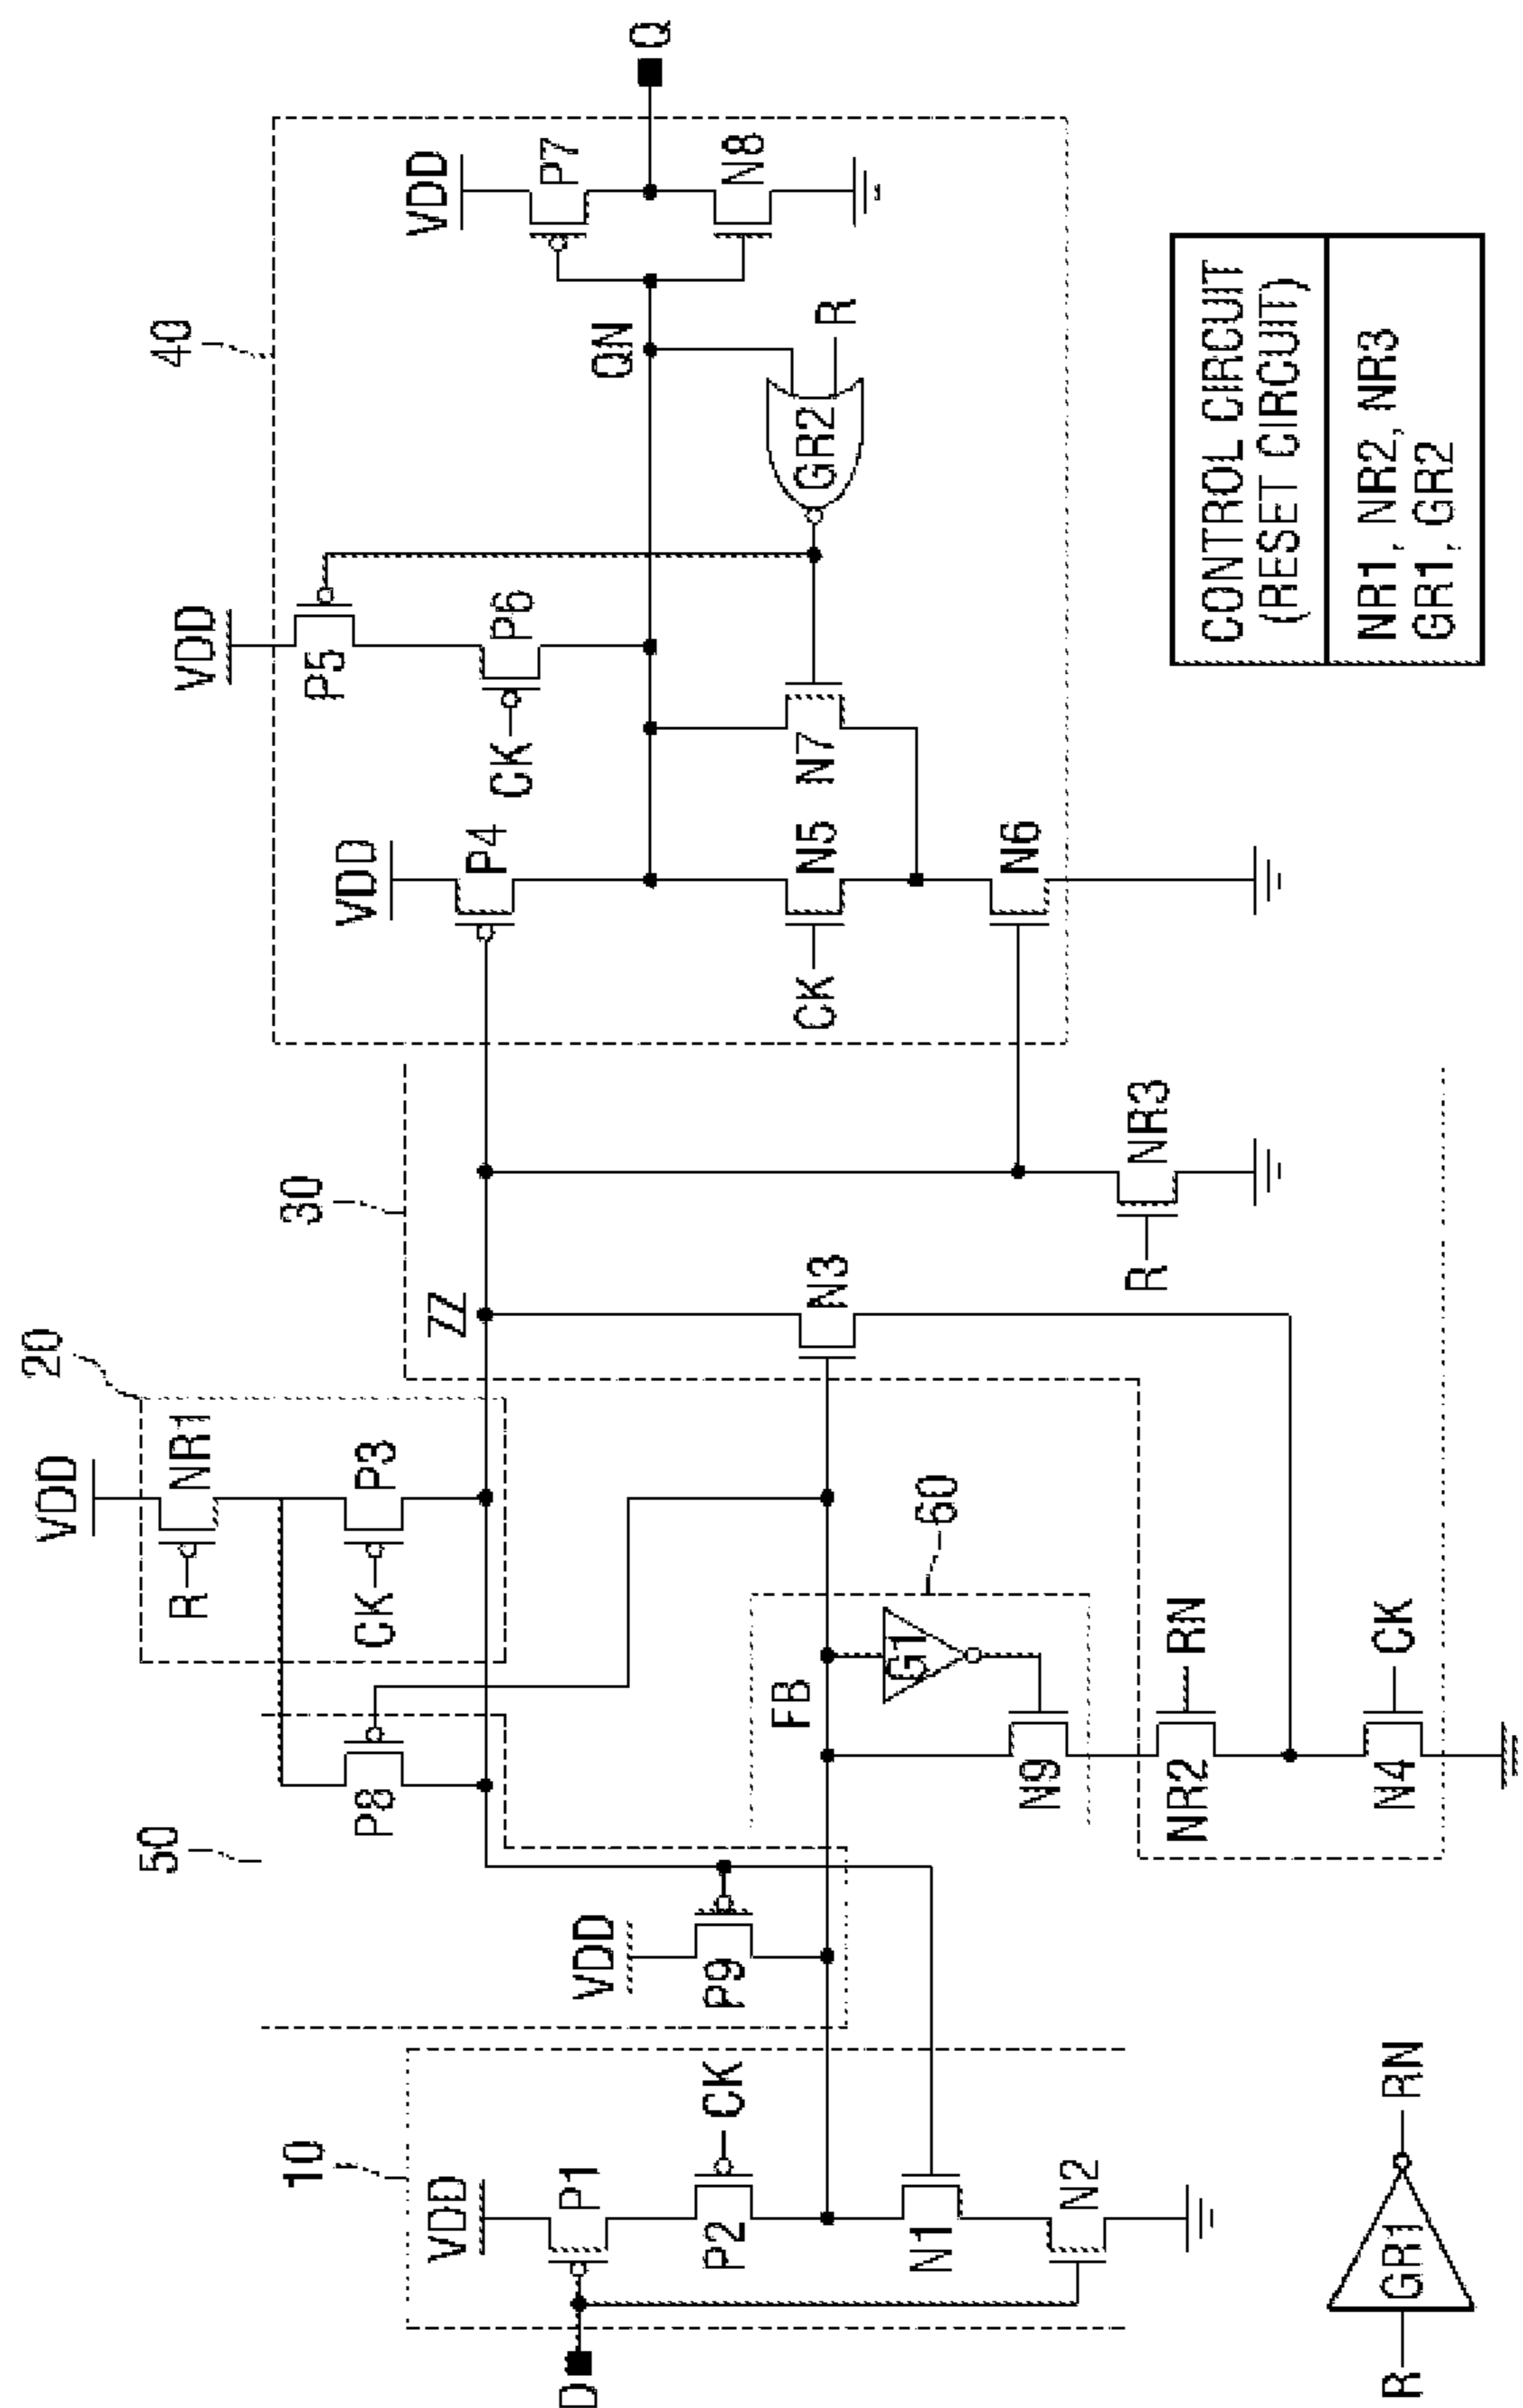 40
VDD
P7
Q
N8
QN
R
GR2
VDD
P5
P6
CK
N7
VDD
P4
N5
CK
N6
30
ZZ
N3
NR3
R
20
VDD
NR1
R
P3
CK
50
P8
60
FB
G1
N9
NR2
RN
N4
CK
VDD
P9
10
VDD
P1
P2
CK
N1
N2
D
R
GR1
RN
CONTROL CIRCUIT
(RESET CIRCUIT)
NR1, NR2, NR3
GR1, GR2